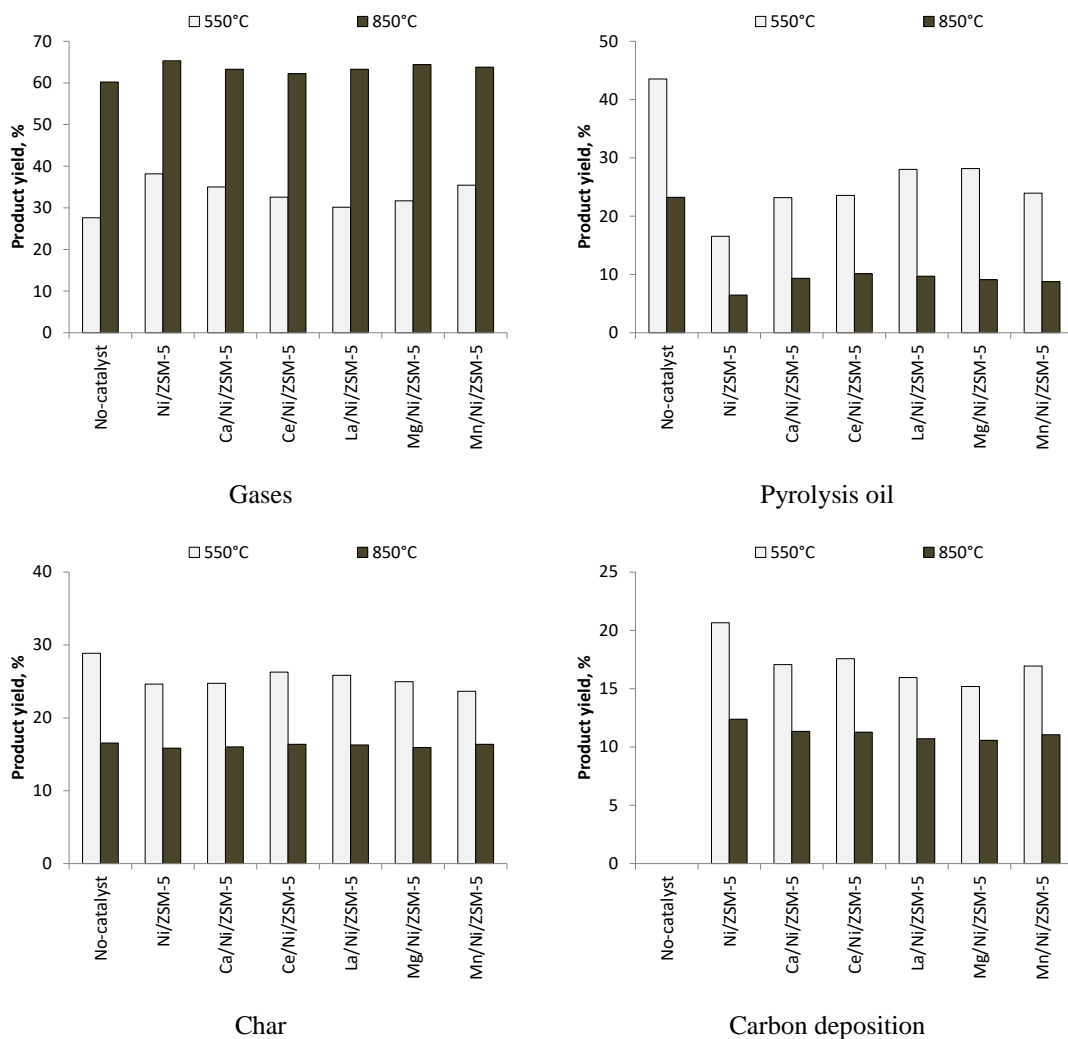 550°C 850°C
Product yield, %
70
60
50
40
30
20
10
0
No-catalyst
Ni/ZSM-5
Ca/Ni/ZSM-5
Ce/Ni/ZSM-5
La/Ni/ZSM-5
Mg/Ni/ZSM-5
Mn/Ni/ZSM-5
Gases
550°C 850°C
Product yield, %
50
40
30
20
10
0
No-catalyst
Ni/ZSM-5
Ca/Ni/ZSM-5
Ce/Ni/ZSM-5
La/Ni/ZSM-5
Mg/Ni/ZSM-5
Mn/Ni/ZSM-5
Pyrolysis oil
550°C 850°C
Product yield, %
40
30
20
10
0
No-catalyst
Ni/ZSM-5
Ca/Ni/ZSM-5
Ce/Ni/ZSM-5
La/Ni/ZSM-5
Mg/Ni/ZSM-5
Mn/Ni/ZSM-5
Char
550°C 850°C
Product yield, %
25
20
15
10
5
0
No-catalyst
Ni/ZSM-5
Ca/Ni/ZSM-5
Ce/Ni/ZSM-5
La/Ni/ZSM-5
Mg/Ni/ZSM-5
Mn/Ni/ZSM-5
Carbon deposition